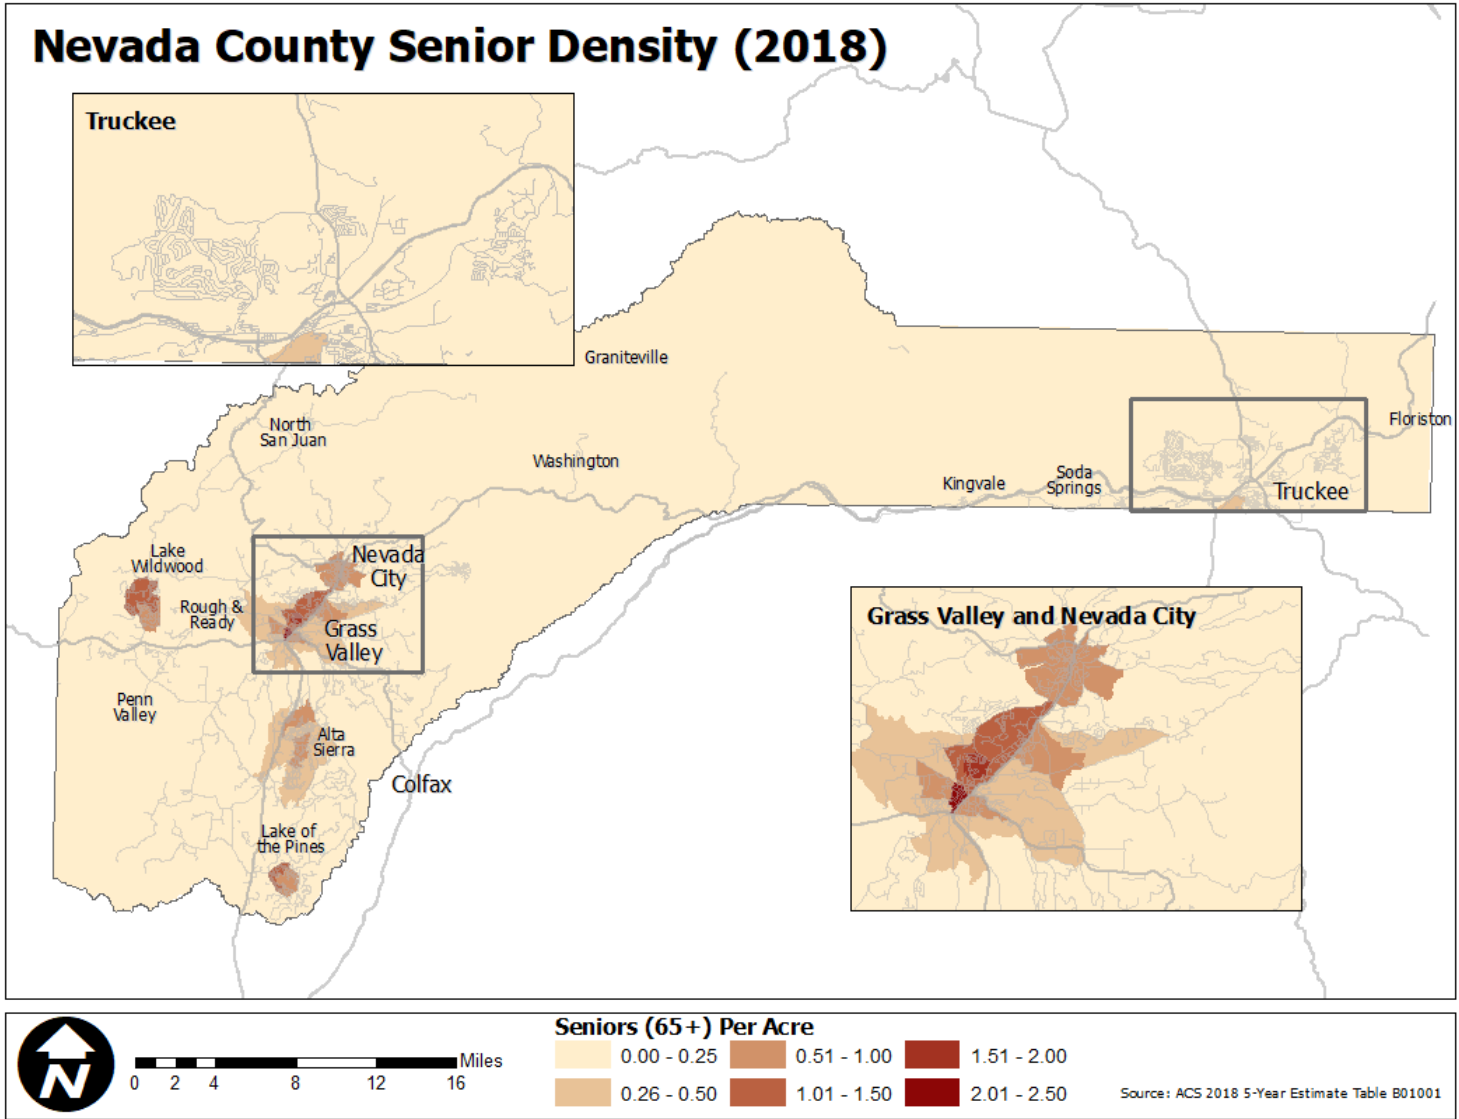 Nevada County Senior Density (2018)
Truckee
Graniteville
North
San Juan
Washington
Floriston
Kingvale
Soda
Springs
Truckee
Lake
Wildwood
Nevada
City
Rough &
Ready
Grass
Valley
Grass Valley and Nevada City
Penn
Valley
Alta
Sierra
Colfax
Lake of
the Pines
N
Miles
0 2 4 8 12 16
Seniors (65+) Per Acre
0.00 - 0.25 0.51 - 1.00 1.51 - 2.00
0.26 - 0.50 1.01 - 1.50 2.01 - 2.50
Source: ACS 2018 5-Year Estimate Table B01001